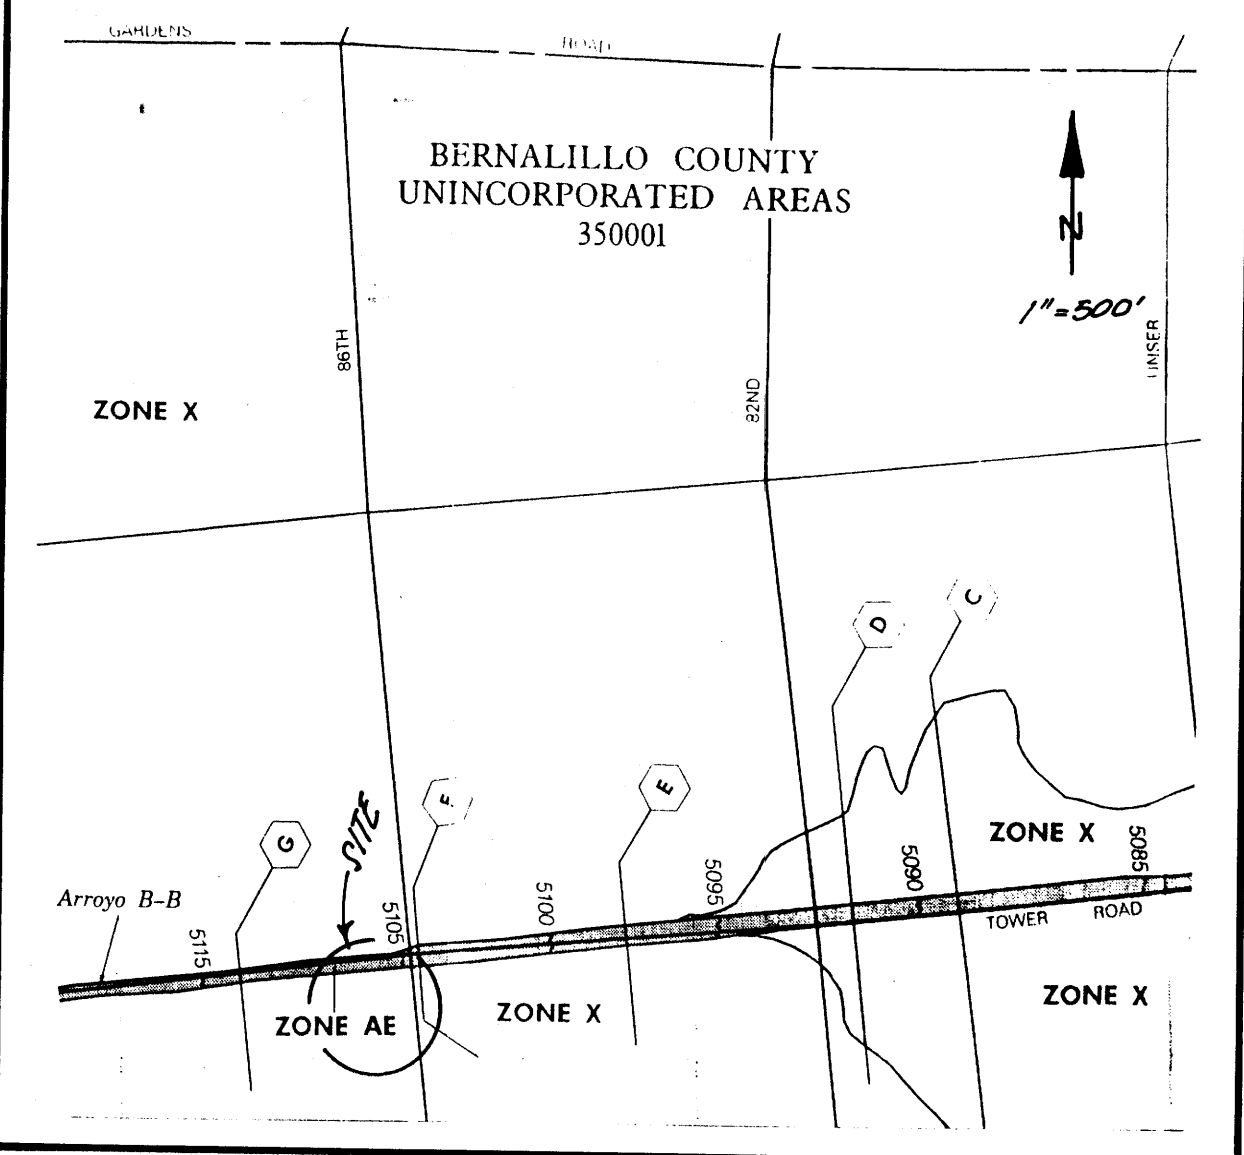 GARDENS
ROAD
BERNALILLO COUNTY
UNINCORPORATED AREAS
350001
N
1"=500'
86TH
82ND
UNSER
ZONE X
C
D
E
F
G
SITE
ZONE X
5085
5090
5095
5100
5105
5115
Arroyo B-B
TOWER ROAD
ZONE X
ZONE X
ZONE AE